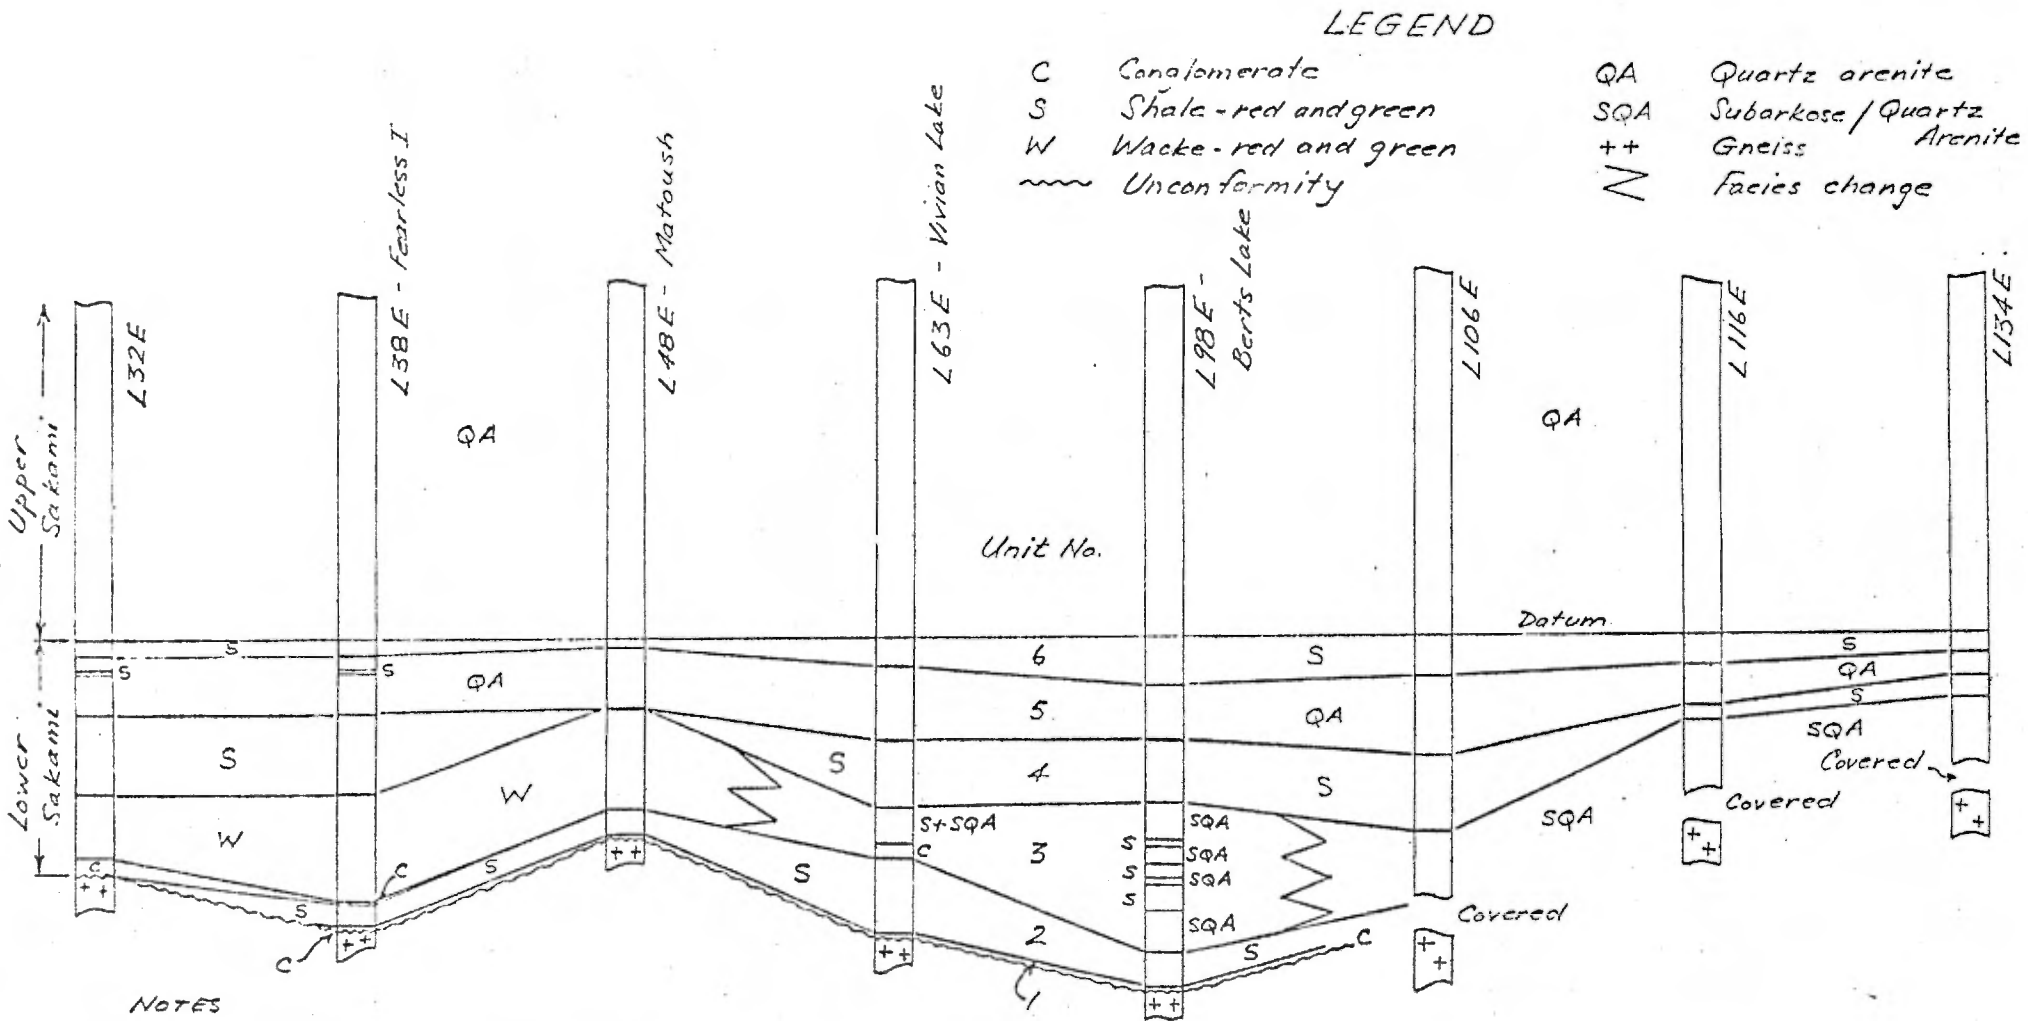 LEGEND
C Conglomerate
S Shale - red and green
W Wacke - red and green
Unconformity
QA Quartz arenite
SQA Subarkose / Quartz Arenite
++ Gneiss
Facies change
L32E
L38E - Fearless I
L48E - Matoush
L63E - Vivian Lake
L98E -
Berts Lake
L106E
L116E
L134E
Upper
Sakami
Lower
Sakami
QA
QA
Unit No.
Datum
S
6
S
S
S
S
QA
5
QA
QA
S
S
S
4
S
SQA
Covered
W
W
S+SQA
SQA
SQA
Covered
C
C
S
C
3
S
SQA
S
SQA
S
SQA
S
S
2
S
C
Covered
C
1
++
++
++
++
++
++
++
++
NOTES